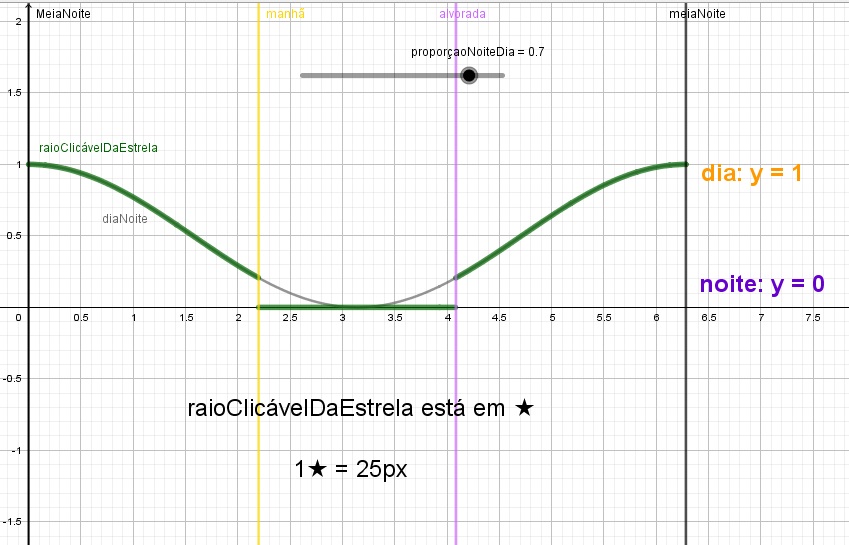 MeiaNoite
manhã
alvorada
meiaNoite
proporçaoNoiteDia = 0.7
raioClicávelDaEstrela
diaNoite
dia: y = 1
noite: y = 0
2
1.5
1
0.5
0
-0.5
-1
-1.5
0.5 1 1.5 2 2.5 3 3.5 4 4.5 5 5.5 6 6.5 7 7.5
raioClicávelDaEstrela está em ★
1★ = 25px